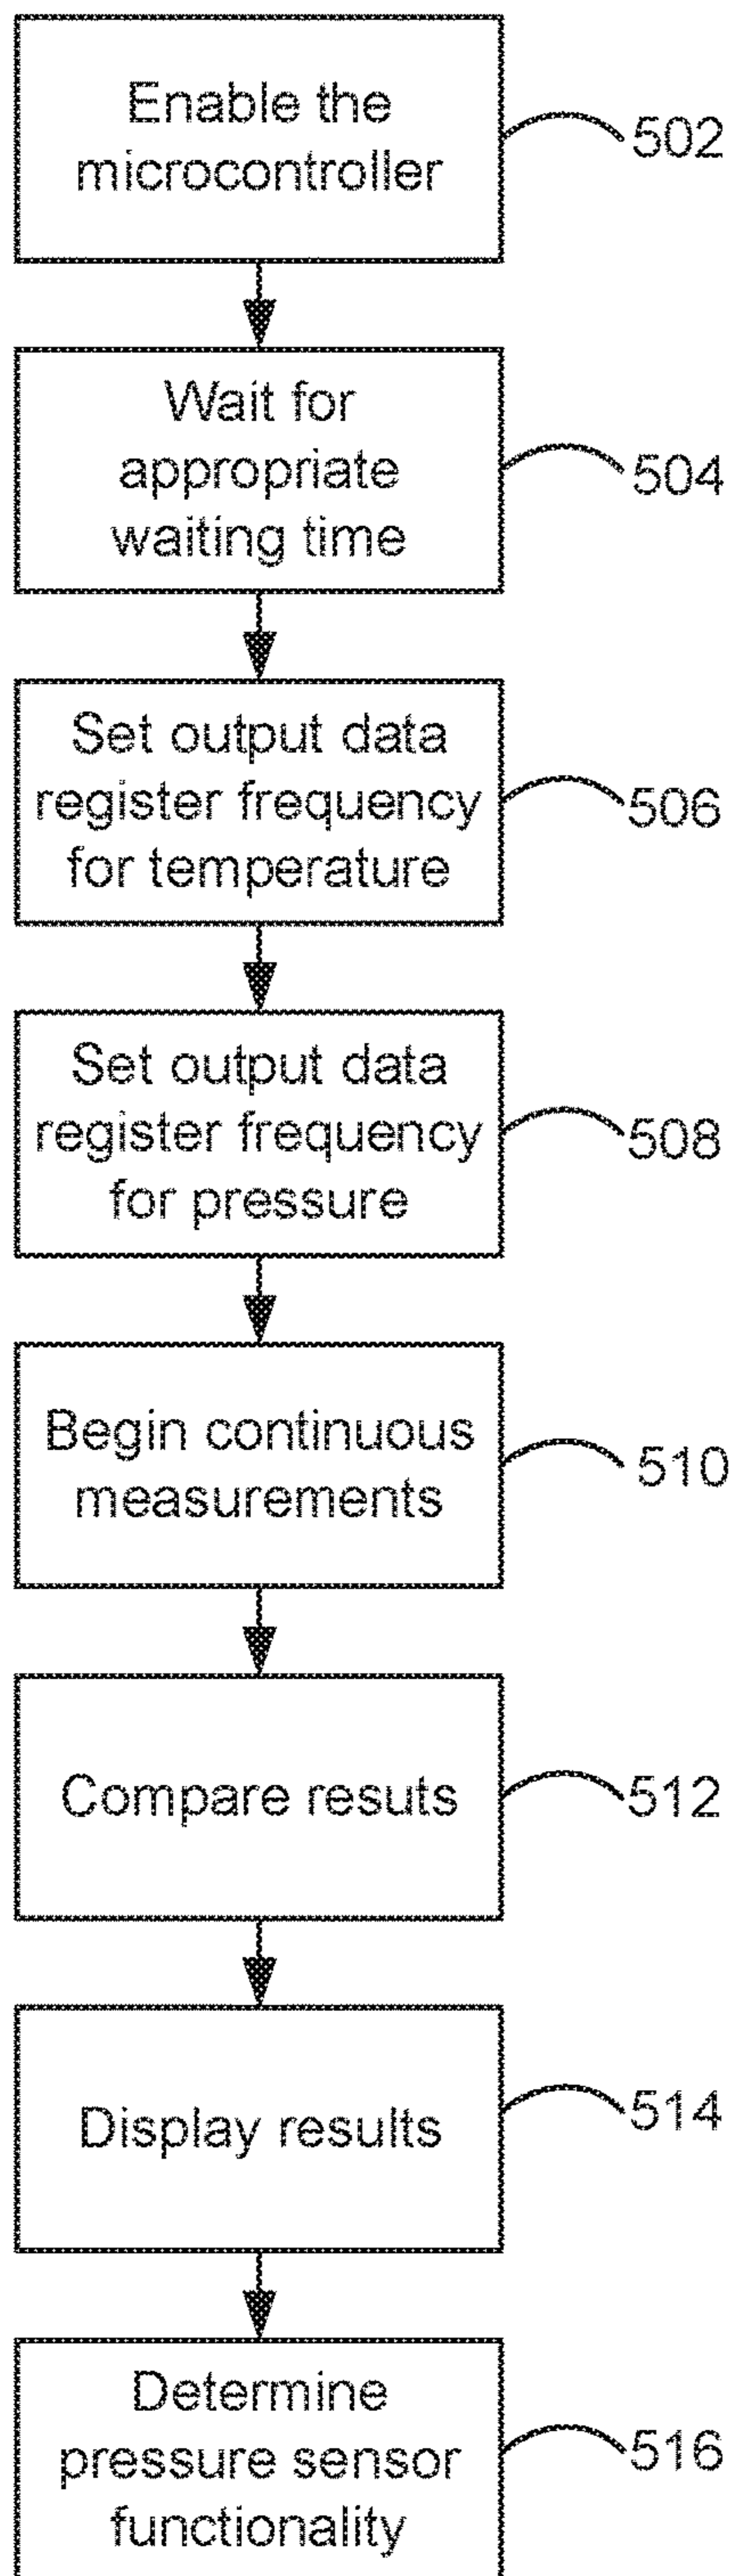 Enable the
microcontroller
502
Wait for
appropriate
waiting time
504
Set output data
register frequency
for temperature
506
Set output data
register frequency
for pressure
508
Begin continuous
measurements
510
Compare resuts
512
Display results
514
Determine
pressure sensor
functionality
516